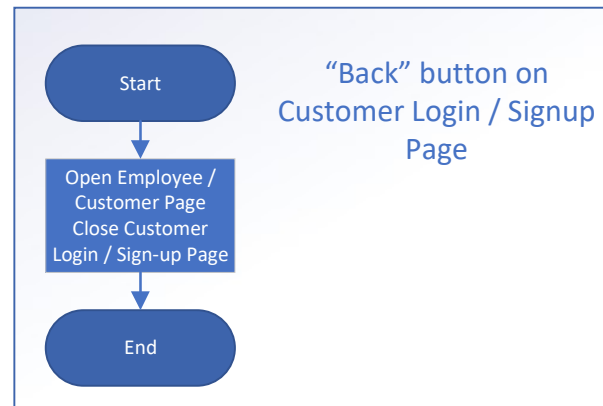 Start
“Back” button on
Customer Login / Signup
Page
Open Employee /
Customer Page
Close Customer
Login / Sign-up Page
End